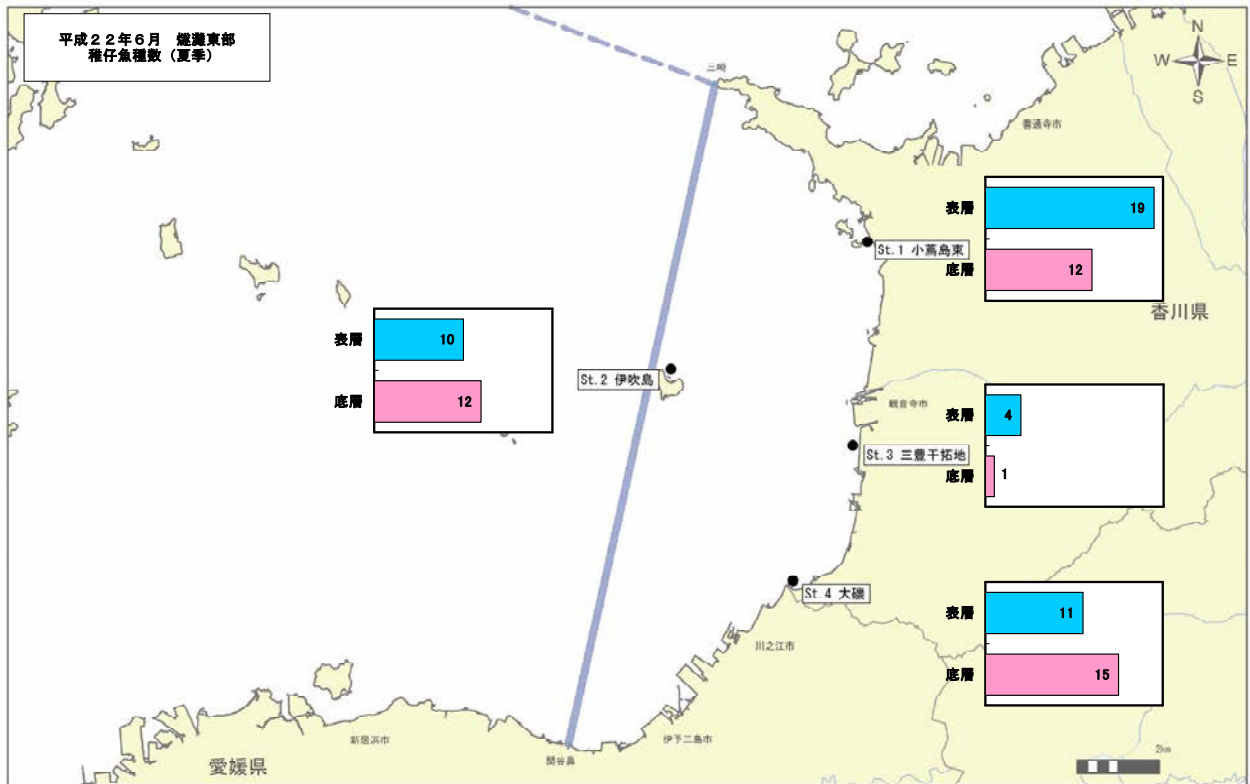 平成22年6月 燧灘東部
稚仔魚種数(夏季)
N
W E
S
三崎
善通寺市
表層 19
底層 12
St.1 小蔦島東
香川県
表層 10
底層 12
St.2 伊吹島
観音寺市
表層 4
底層 1
St.3 三豊干拓地
St.4 大磯
表層 11
底層 15
川之江市
伊予二島市
新居浜市
関谷鼻
愛媛県
2km